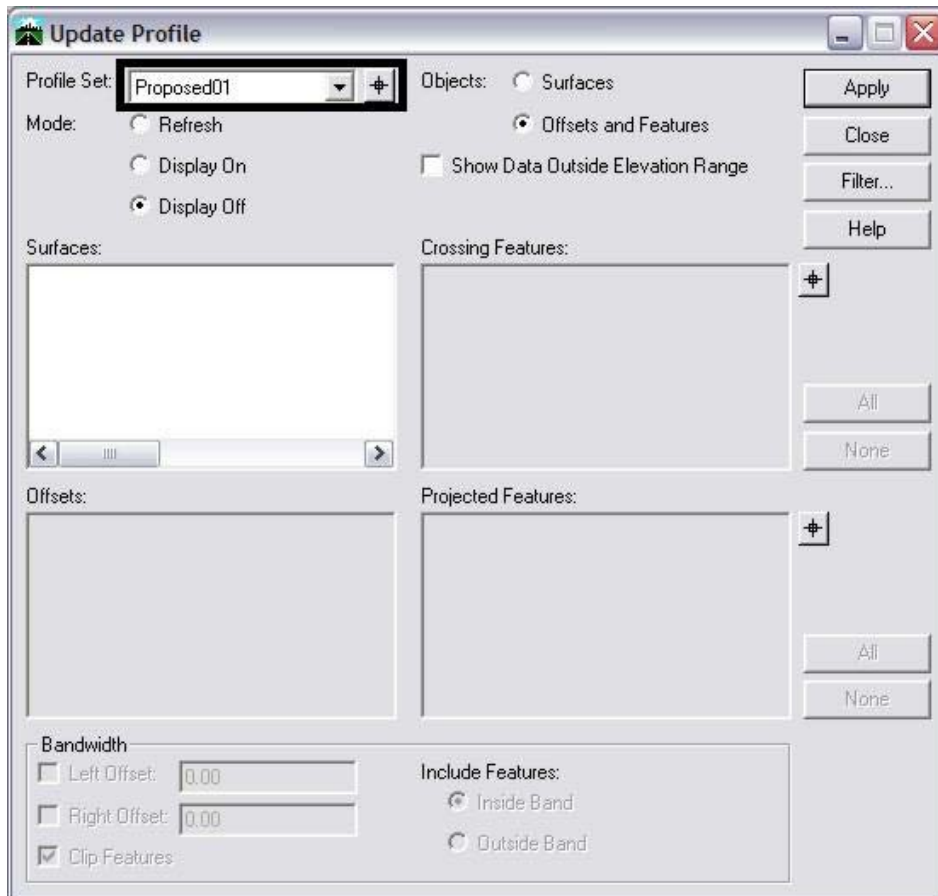 Update Profile
Profile Set: Proposed01
Mode: Refresh
Display On
Display Off
Objects: Surfaces
Offsets and Features
Show Data Outside Elevation Range
Apply
Close
Filter...
Help
Surfaces:
Crossing Features:
All
None
Offsets:
Projected Features:
All
None
Bandwidth
Left Offset: 0.00
Right Offset: 0.00
Clip Features
Include Features:
Inside Band
Outside Band